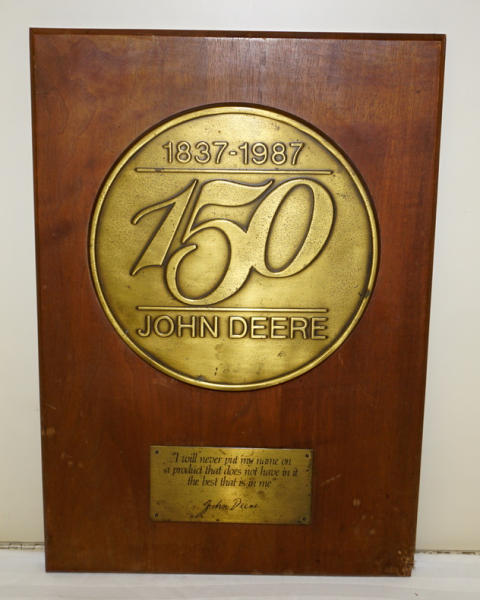 1837-1987
150
JOHN DEERE
"I will never put my name on
a product that does not have in it
the best that is in me"
John Deere